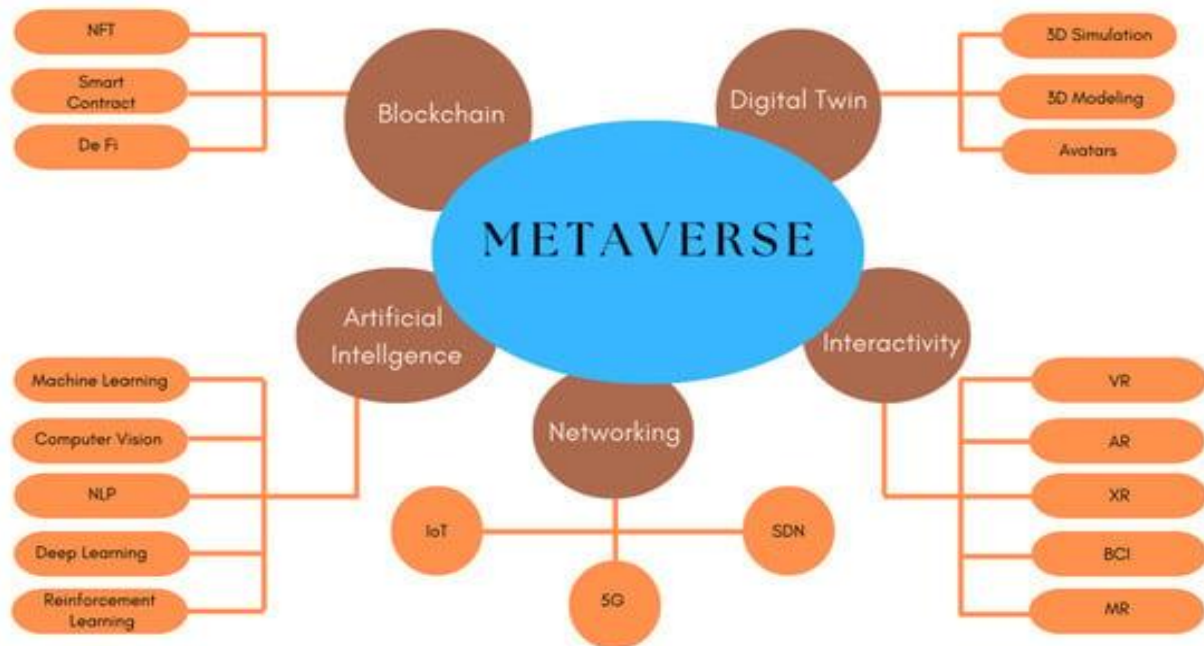 NFT
Smart
Contract
De Fi
Blockchain
Digital Twin
3D Simulation
3D Modeling
Avatars
METAVERSE
Artificial
Intellgence
Machine Learning
Computer Vision
NLP
Deep Learning
Reinforcement
Learning
Networking
IoT
5G
SDN
Interactivity
VR
AR
XR
BCI
MR